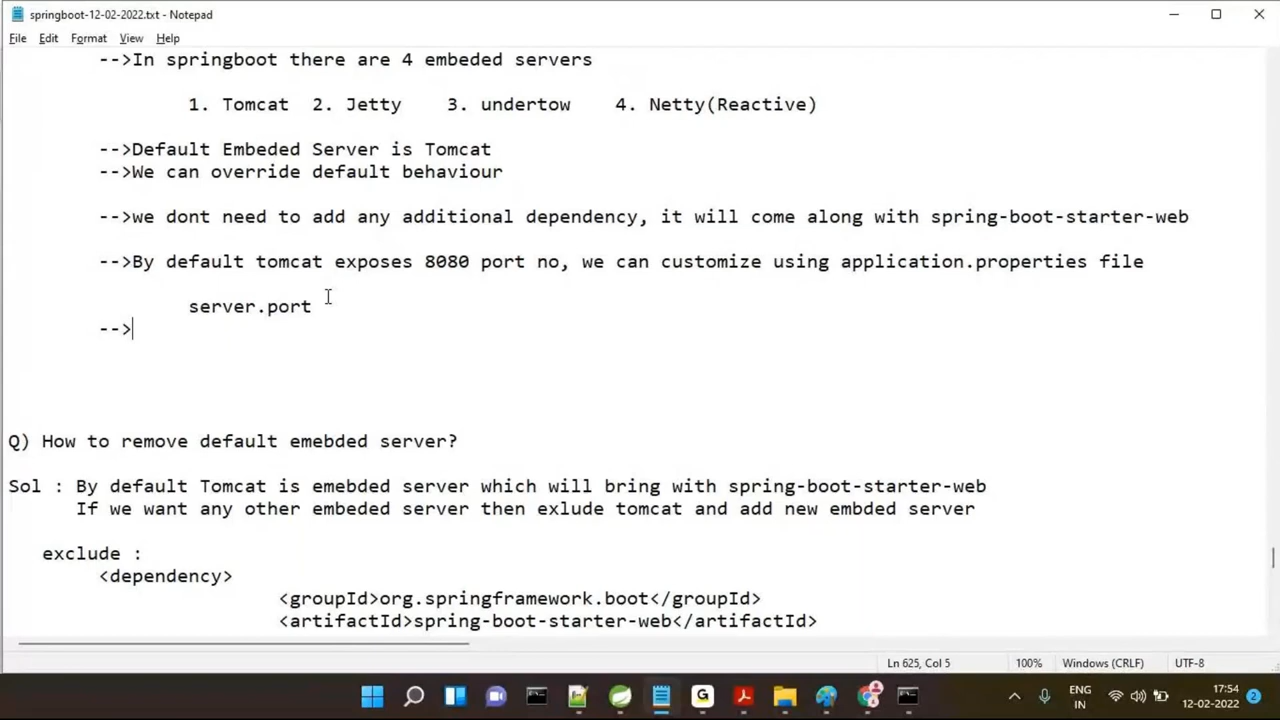 springboot-12-02-2022.txt - Notepad
File Edit Format View Help
-->In springboot there are 4 embeded servers
1. Tomcat 2. Jetty 3. undertow 4. Netty(Reactive)
-->Default Embeded Server is Tomcat
-->We can override default behaviour
-->we dont need to add any additional dependency, it will come along with spring-boot-starter-web
-->By default tomcat exposes 8080 port no, we can customize using application.properties file
server.port
-->
Q) How to remove default emebded server?
Sol : By default Tomcat is emebded server which will bring with spring-boot-starter-web
If we want any other embeded server then exlude tomcat and add new embded server
exclude :
<dependency>
<groupId>org.springframework.boot</groupId>
<artifactId>spring-boot-starter-web</artifactId>
Ln 625, Col 5 100% Windows (CRLF) UTF-8
ENG 17:54
IN 12-02-2022 2